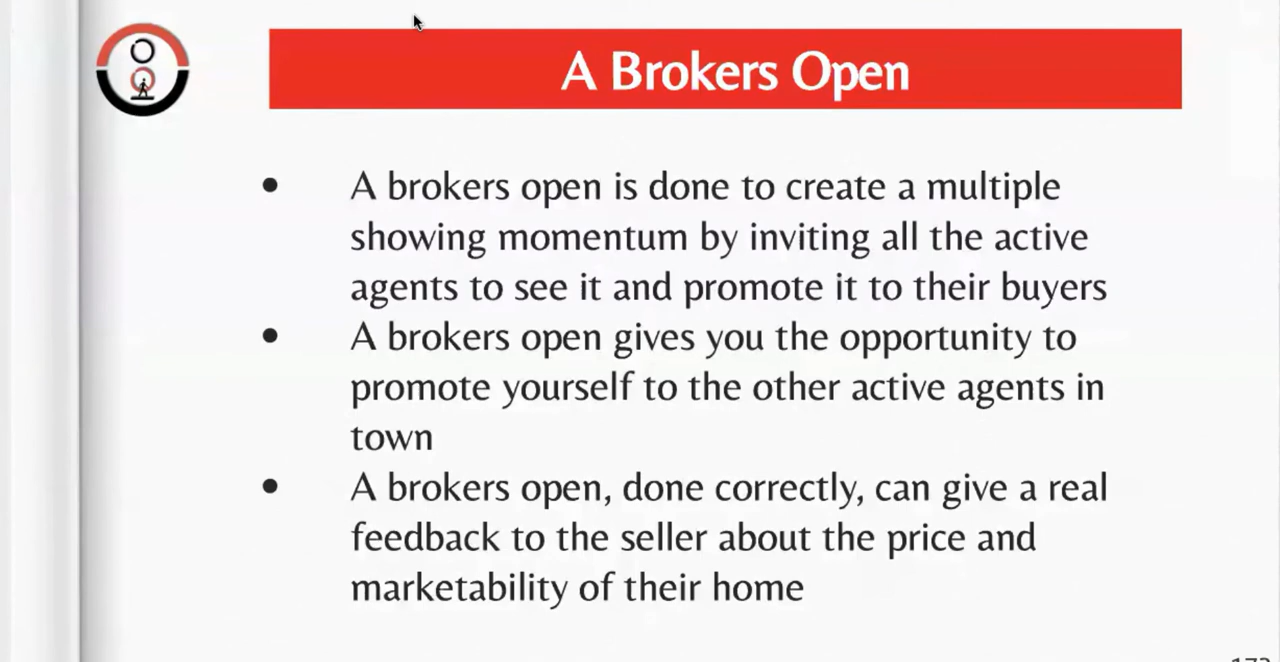 A Brokers Open
• A brokers open is done to create a multiple
showing momentum by inviting all the active
agents to see it and promote it to their buyers
• A brokers open gives you the opportunity to
promote yourself to the other active agents in
town
• A brokers open, done correctly, can give a real
feedback to the seller about the price and
marketability of their home